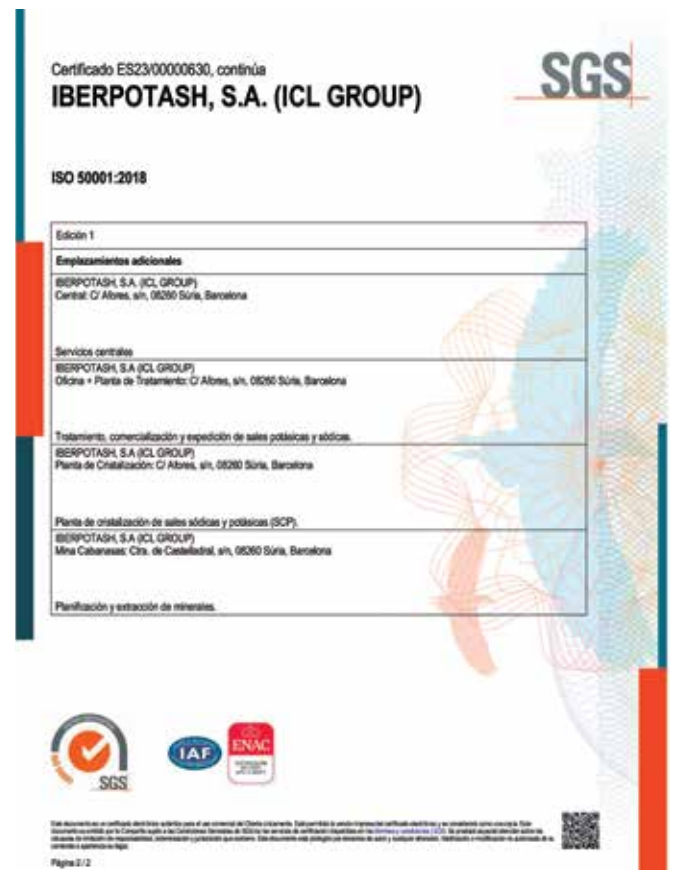 Certificado ES23/00000630, continúa
IBERPOTASH, S.A. (ICL GROUP)
SGS
ISO 50001:2018
Edición 1
Emplazamientos adicionales
IBERPOTASH, S.A. (ICL GROUP)
Central: C/ Afores, s/n, 08260 Súria, Barcelona
Servicios centrales
IBERPOTASH, S.A (ICL GROUP)
Oficina + Planta de Tratamiento: C/ Afores, s/n, 08260 Súria, Barcelona
Tratamiento, comercialización y expedición de sales potásicas y sódicas.
IBERPOTASH, S.A (ICL GROUP)
Planta de Cristalización: C/ Afores, s/n, 08260 Súria, Barcelona
Planta de cristalización de sales sódicas y potásicas (SCP).
IBERPOTASH, S.A (ICL GROUP)
Mina Cabanasas: Ctra. de Castelladral, s/n, 08260 Súria, Barcelona
Planificación y extracción de minerales.
SGS
IAF
ENAC
Página 2 / 2